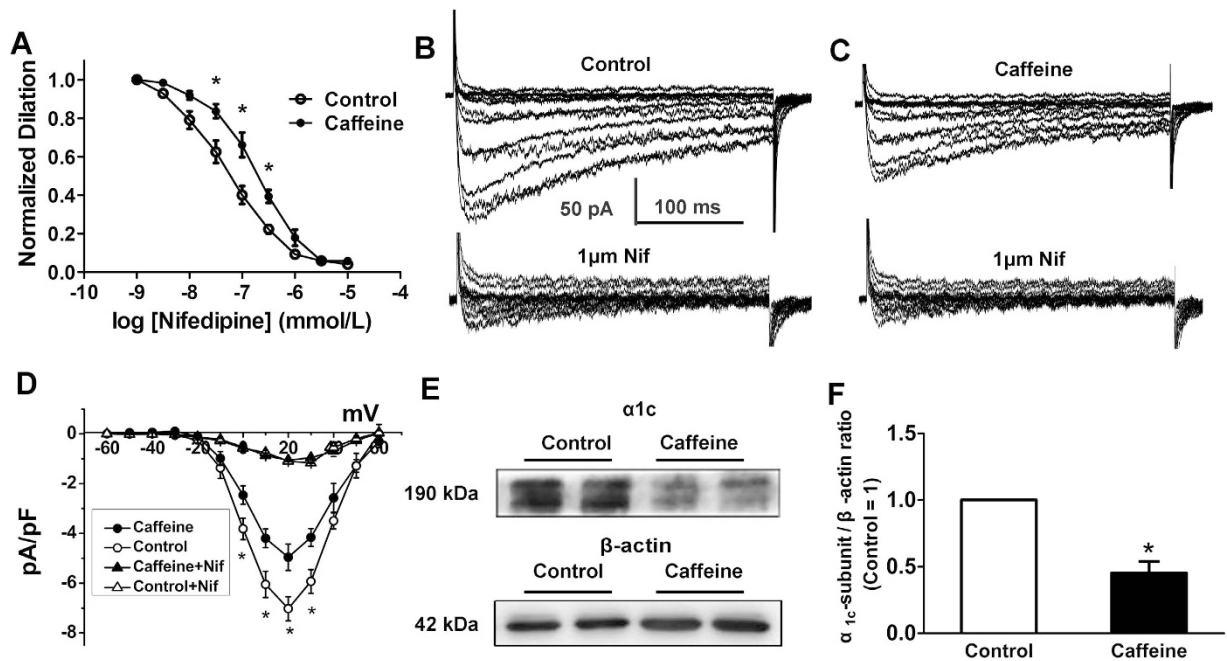 A
Normalized Dilation
1.0
0.8
0.6
0.4
0.2
0.0
* * *
Control
Caffeine
-10 -9 -8 -7 -6 -5 -4
log [Nifedipine] (mmol/L)
B
Control
50 pA
100 ms
1μm Nif
C
Caffeine
1μm Nif
D
mV
pA/pF
0
-2
-4
-6
-8
-60 -40 -20 0 20 40 60
Caffeine
Control
Caffeine+Nif
Control+Nif
* * * *
E
α1c
Control Caffeine
190 kDa
β-actin
Control Caffeine
42 kDa
F
α 1c-subunit / β -actin ratio
(Control = 1)
1.5
1.0
0.5
0.0
*
Control Caffeine